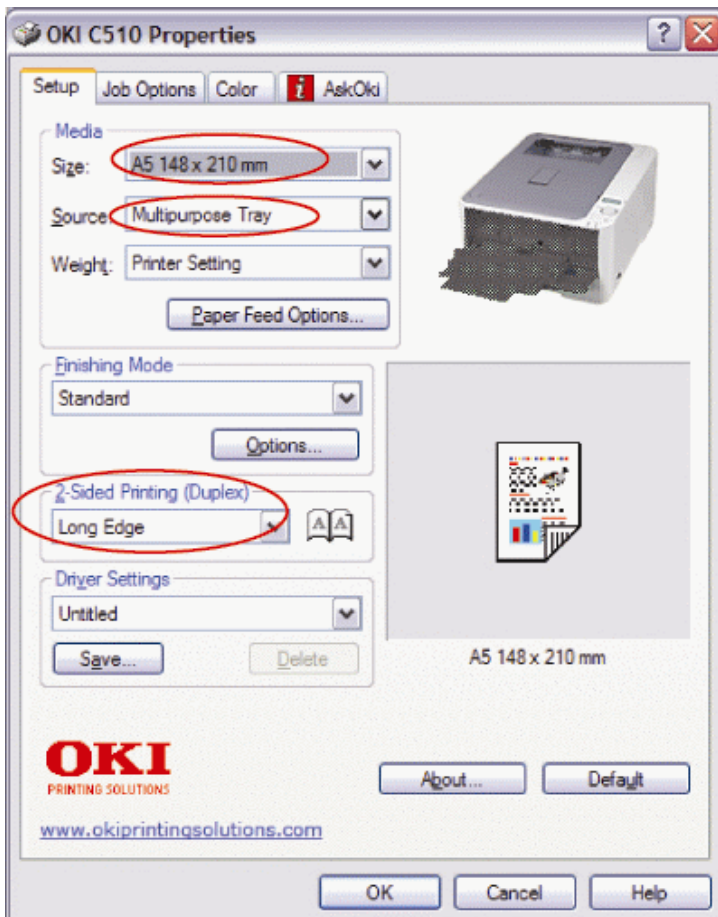 OKI C510 Properties
?
Setup Job Options Color i AskOki
Media
Size: A5 148 x 210 mm
Source: Multipurpose Tray
Weight: Printer Setting
Paper Feed Options...
Finishing Mode
Standard
Options...
2-Sided Printing (Duplex)
Long Edge
A A
Driver Settings
Untitled
Save... Delete
A5 148 x 210 mm
OKI
PRINTING SOLUTIONS
About... Default
www.okiprintingsolutions.com
OK Cancel Help